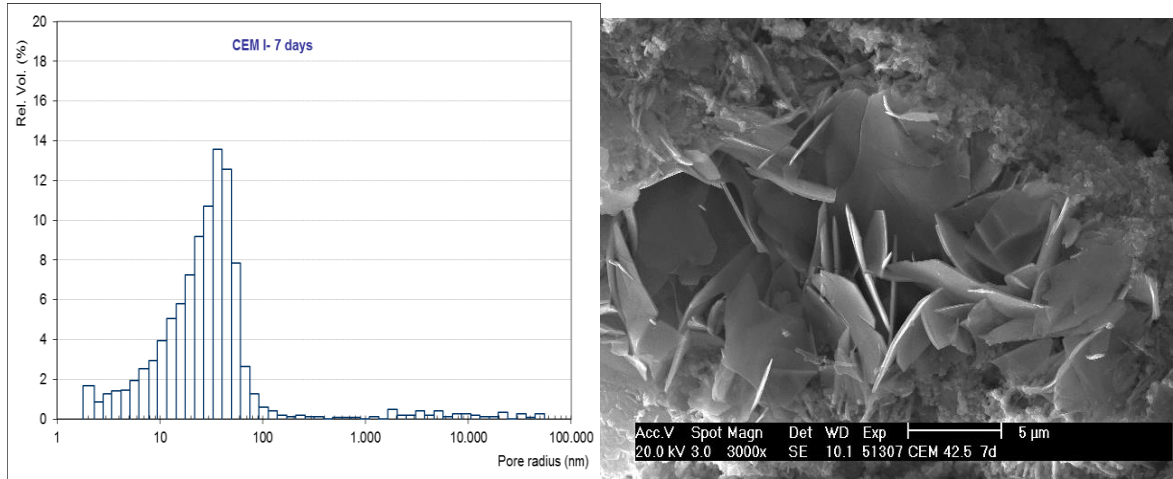 CEM I- 7 days
Rel. Vol. (%)
20
18
16
14
12
10
8
6
4
2
0
1 10 100 1.000 10.000 100.000
Pore radius (nm)
Acc.V Spot Magn Det WD Exp 5 µm
20.0 kV 3.0 3000x SE 10.1 51307 CEM 42.5 7d